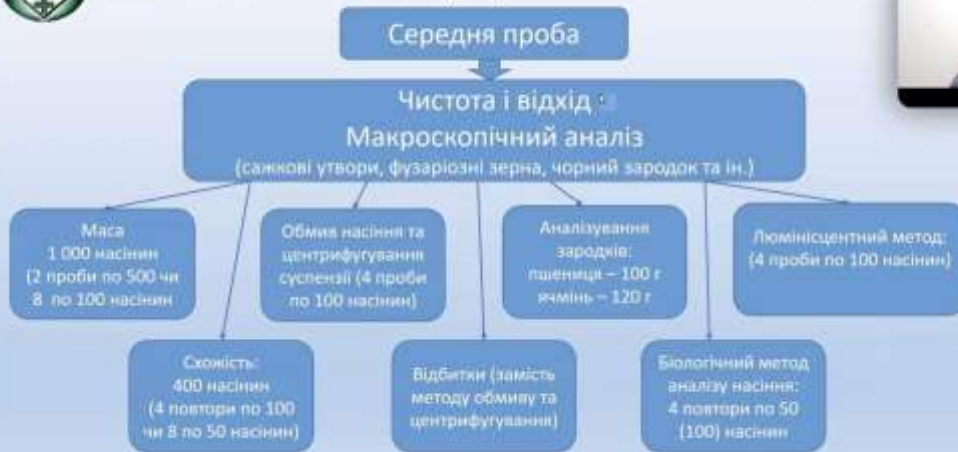 Середня проба
Чистота і відхід
Макроскопічний аналіз
(сажкові утвори, фузаріозні зерна, чорний зародок та ін.)
Маса
1 000 насінин
(2 проби по 500 чи
8 по 100 насінин
Обмив насіння та
центрифугування
суспензії (4 проби
по 100 насінин)
Аналізування
зародків:
пшениця – 100 г
ячмінь – 120 г
Люмінісцентний метод:
(4 проби по 100 насінин)
Схожість:
400 насінин
(4 повтори по 100
чи 8 по 50 насінин)
Відбитки (замість
методу обмиву та
центрифугування)
Біологічний метод
аналізу насіння:
4 повтори по 50
(100) насінин